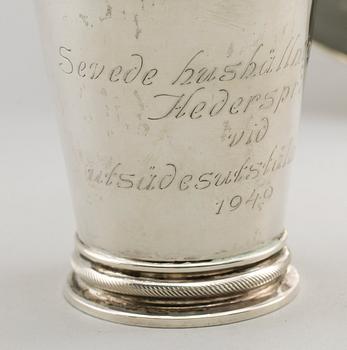 Sevede hushålln
Hederspr
vid
utsädesutställ
1949